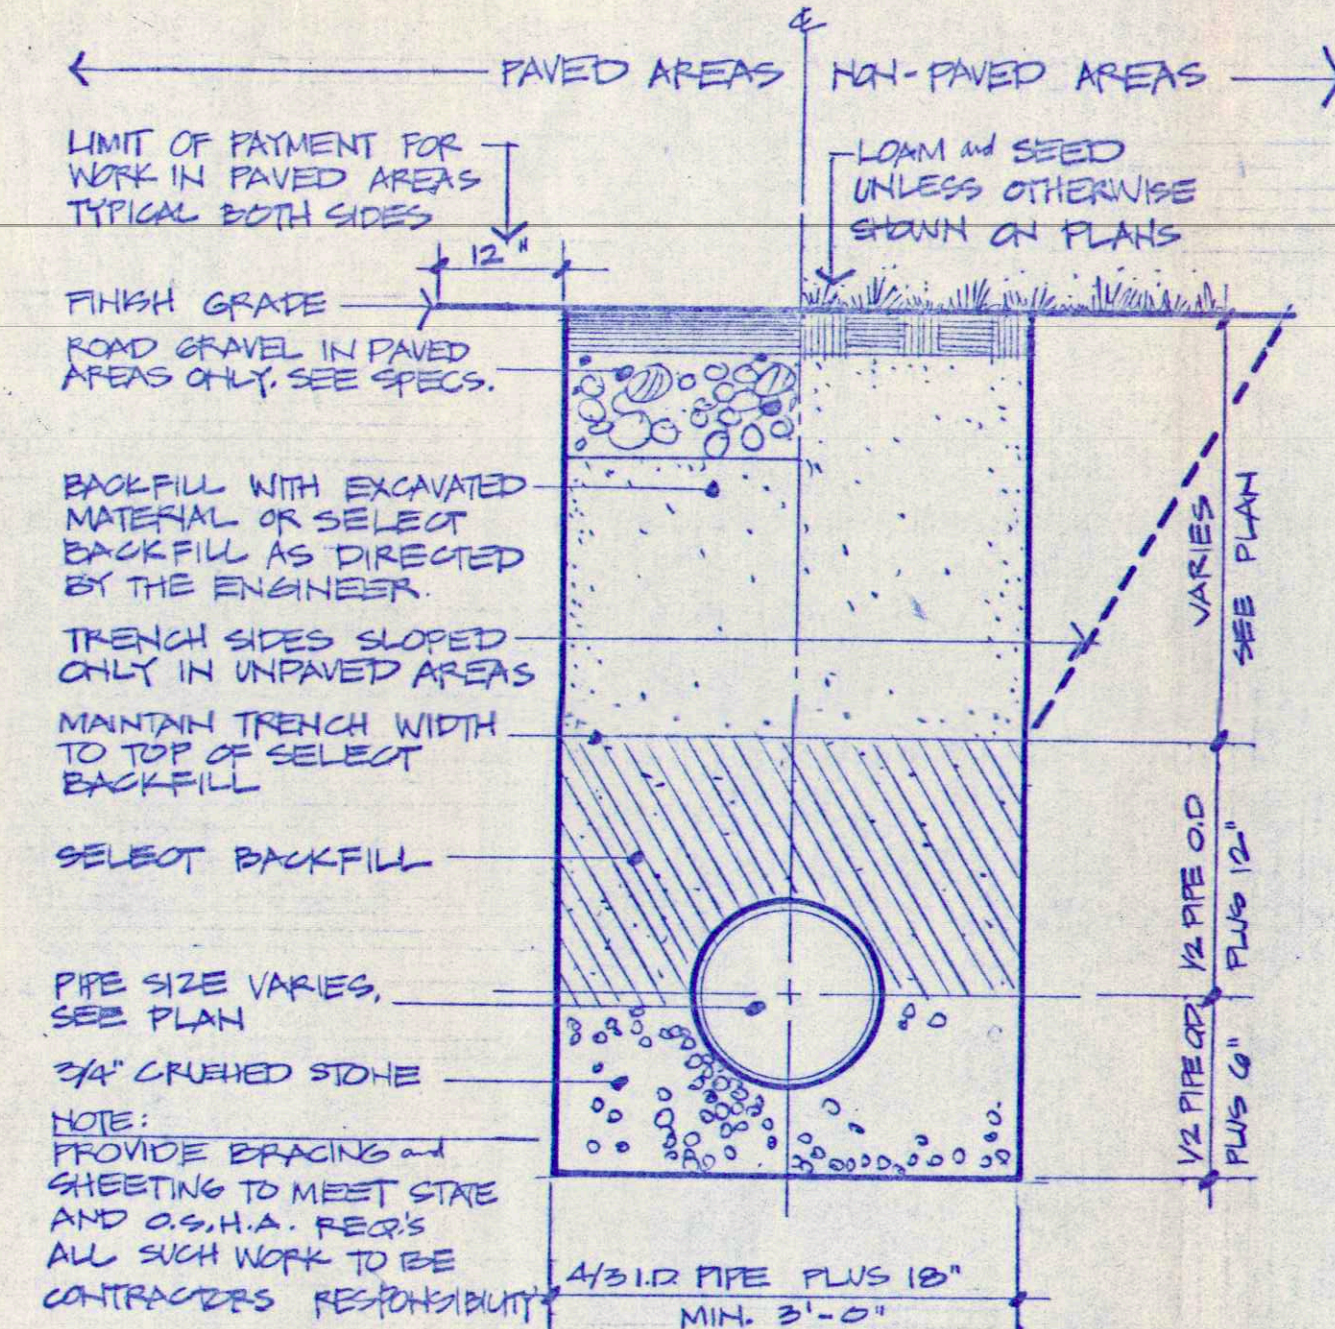 ℄
PAVED AREAS
NON-PAVED AREAS
LIMIT OF PAYMENT FOR
WORK IN PAVED AREAS
TYPICAL BOTH SIDES
LOAM and SEED
UNLESS OTHERWISE
SHOWN ON PLANS
12"
FINISH GRADE
ROAD GRAVEL IN PAVED
AREAS ONLY. SEE SPECS.
BACKFILL WITH EXCAVATED
MATERIAL OR SELECT
BACKFILL AS DIRECTED
BY THE ENGINEER.
TRENCH SIDES SLOPED
ONLY IN UNPAVED AREAS
MAINTAIN TRENCH WIDTH
TO TOP OF SELECT
BACKFILL
SELECT BACKFILL
PIPE SIZE VARIES,
SEE PLAN
3/4" CRUSHED STONE
NOTE:
PROVIDE BRACING and
SHEETING TO MEET STATE
AND O.S.H.A. REQ'S
ALL SUCH WORK TO BE
CONTRACTORS RESPONSIBILITY
VARIES
SEE PLAN
1/2 PIPE O.D
PLUS 12"
1/2 PIPE O.D.
PLUS 6"
4/3 I.D. PIPE PLUS 18"
MIN. 3'-0"